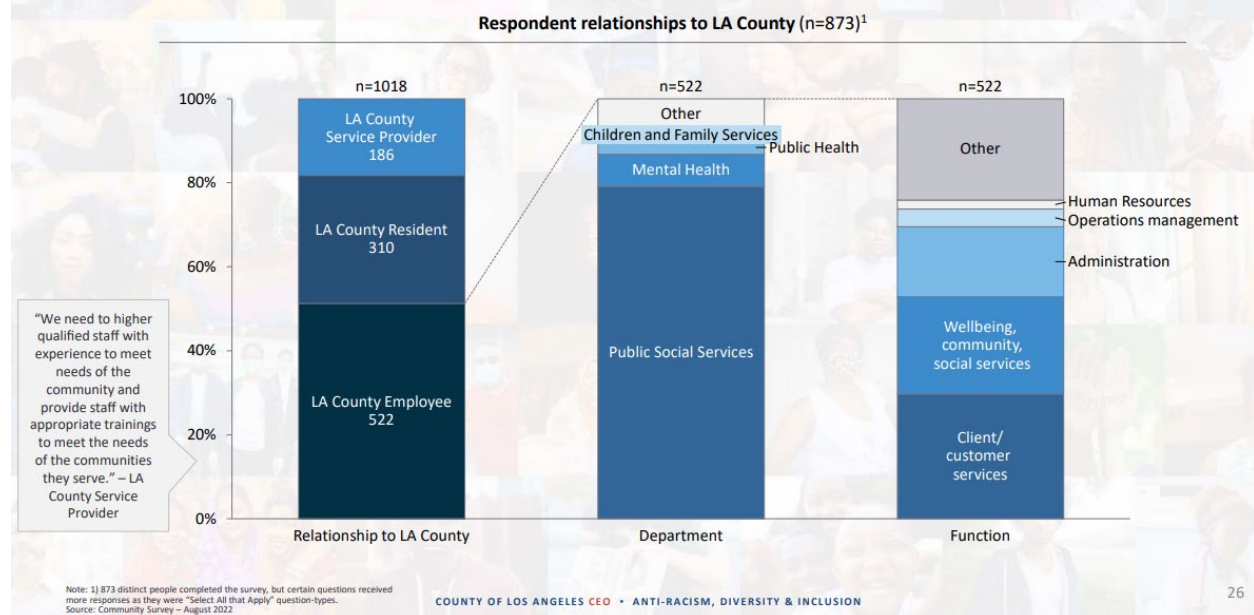 Respondent relationships to LA County (n=873)1
n=1018
n=522
n=522
100%
80%
60%
40%
20%
0%
LA County
Service Provider
186
LA County Resident
310
LA County Employee
522
Other
Children and Family Services
Public Health
Mental Health
Public Social Services
Other
Human Resources
Operations management
Administration
Wellbeing,
community,
social services
Client/
customer
services
Relationship to LA County
Department
Function
“We need to higher
qualified staff with
experience to meet
needs of the
community and
provide staff with
appropriate trainings
to meet the needs
of the communities
they serve.” – LA
County Service
Provider
Note: 1) 873 distinct people completed the survey, but certain questions received
more responses as they were “Select All that Apply” question-types.
Source: Community Survey – August 2022
COUNTY OF LOS ANGELES CEO • ANTI-RACISM, DIVERSITY & INCLUSION
26